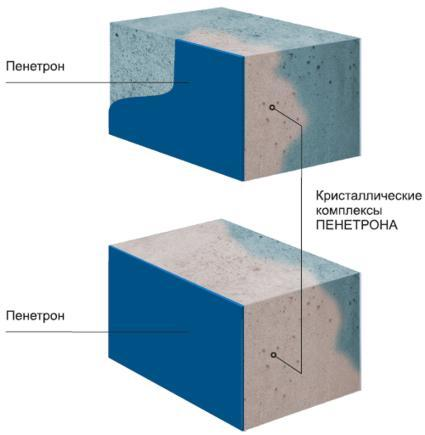 Пенетрон
Кристаллические
комплексы
ПЕНЕТРОНА
Пенетрон